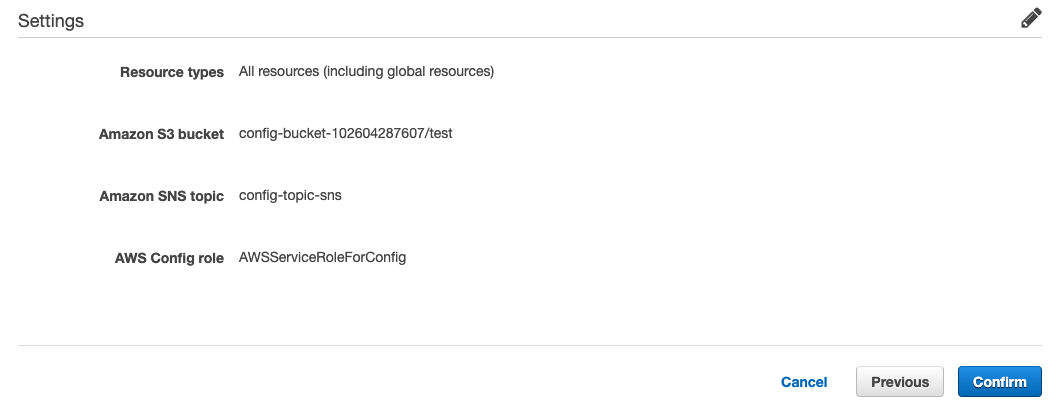 Settings
Resource types All resources (including global resources)
Amazon S3 bucket config-bucket-102604287607/test
Amazon SNS topic config-topic-sns
AWS Config role AWSServiceRoleForConfig
Cancel Previous Confirm